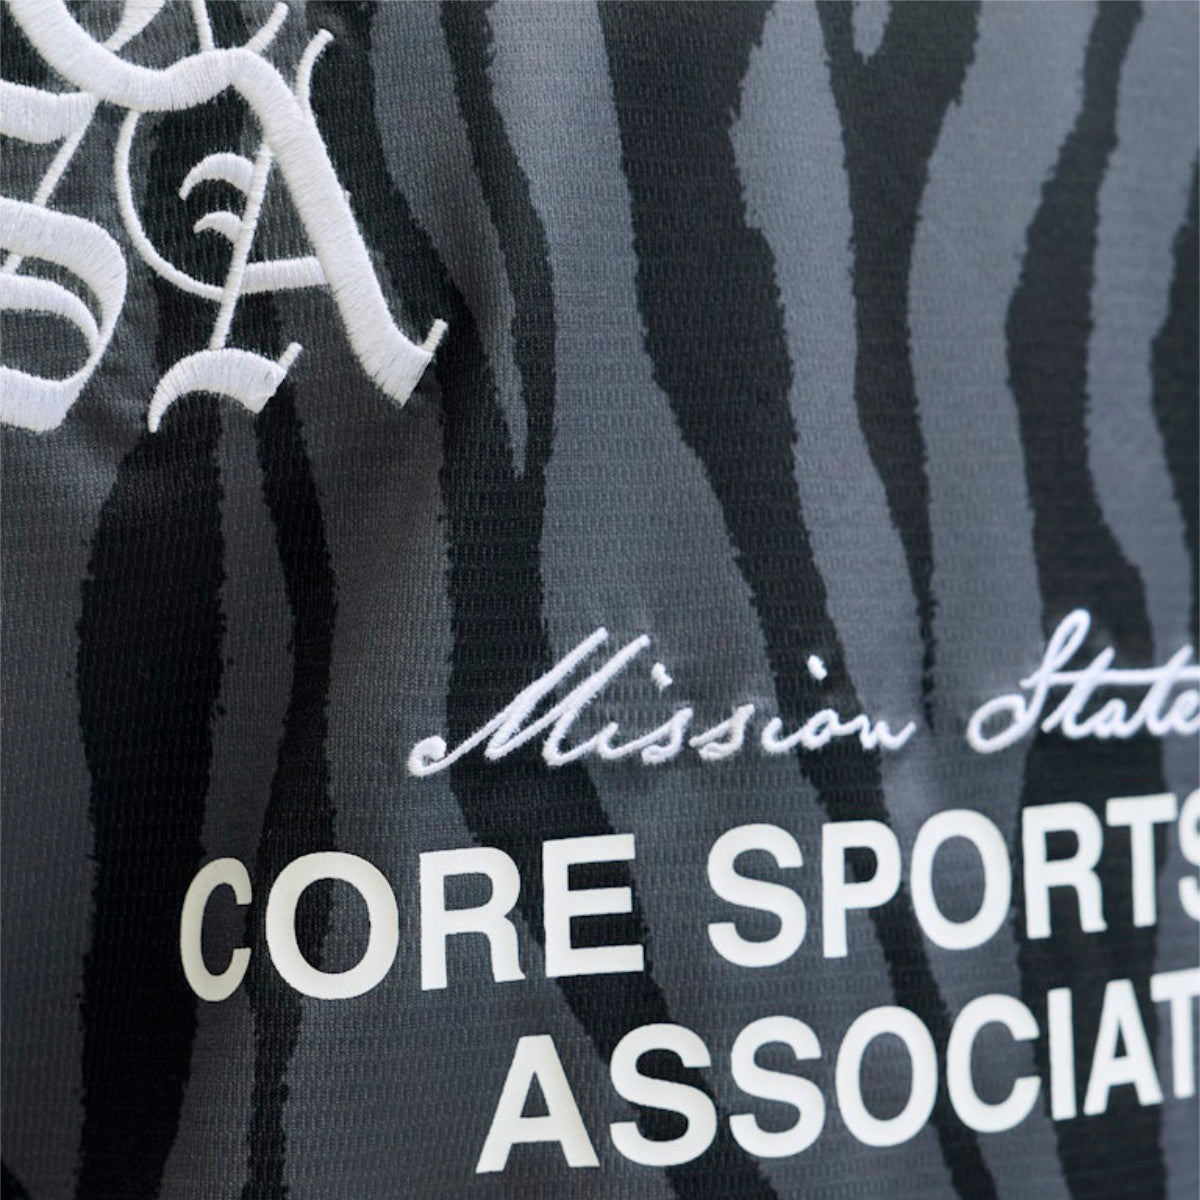 Mission State
CORE SPORTS
ASSOCIAT